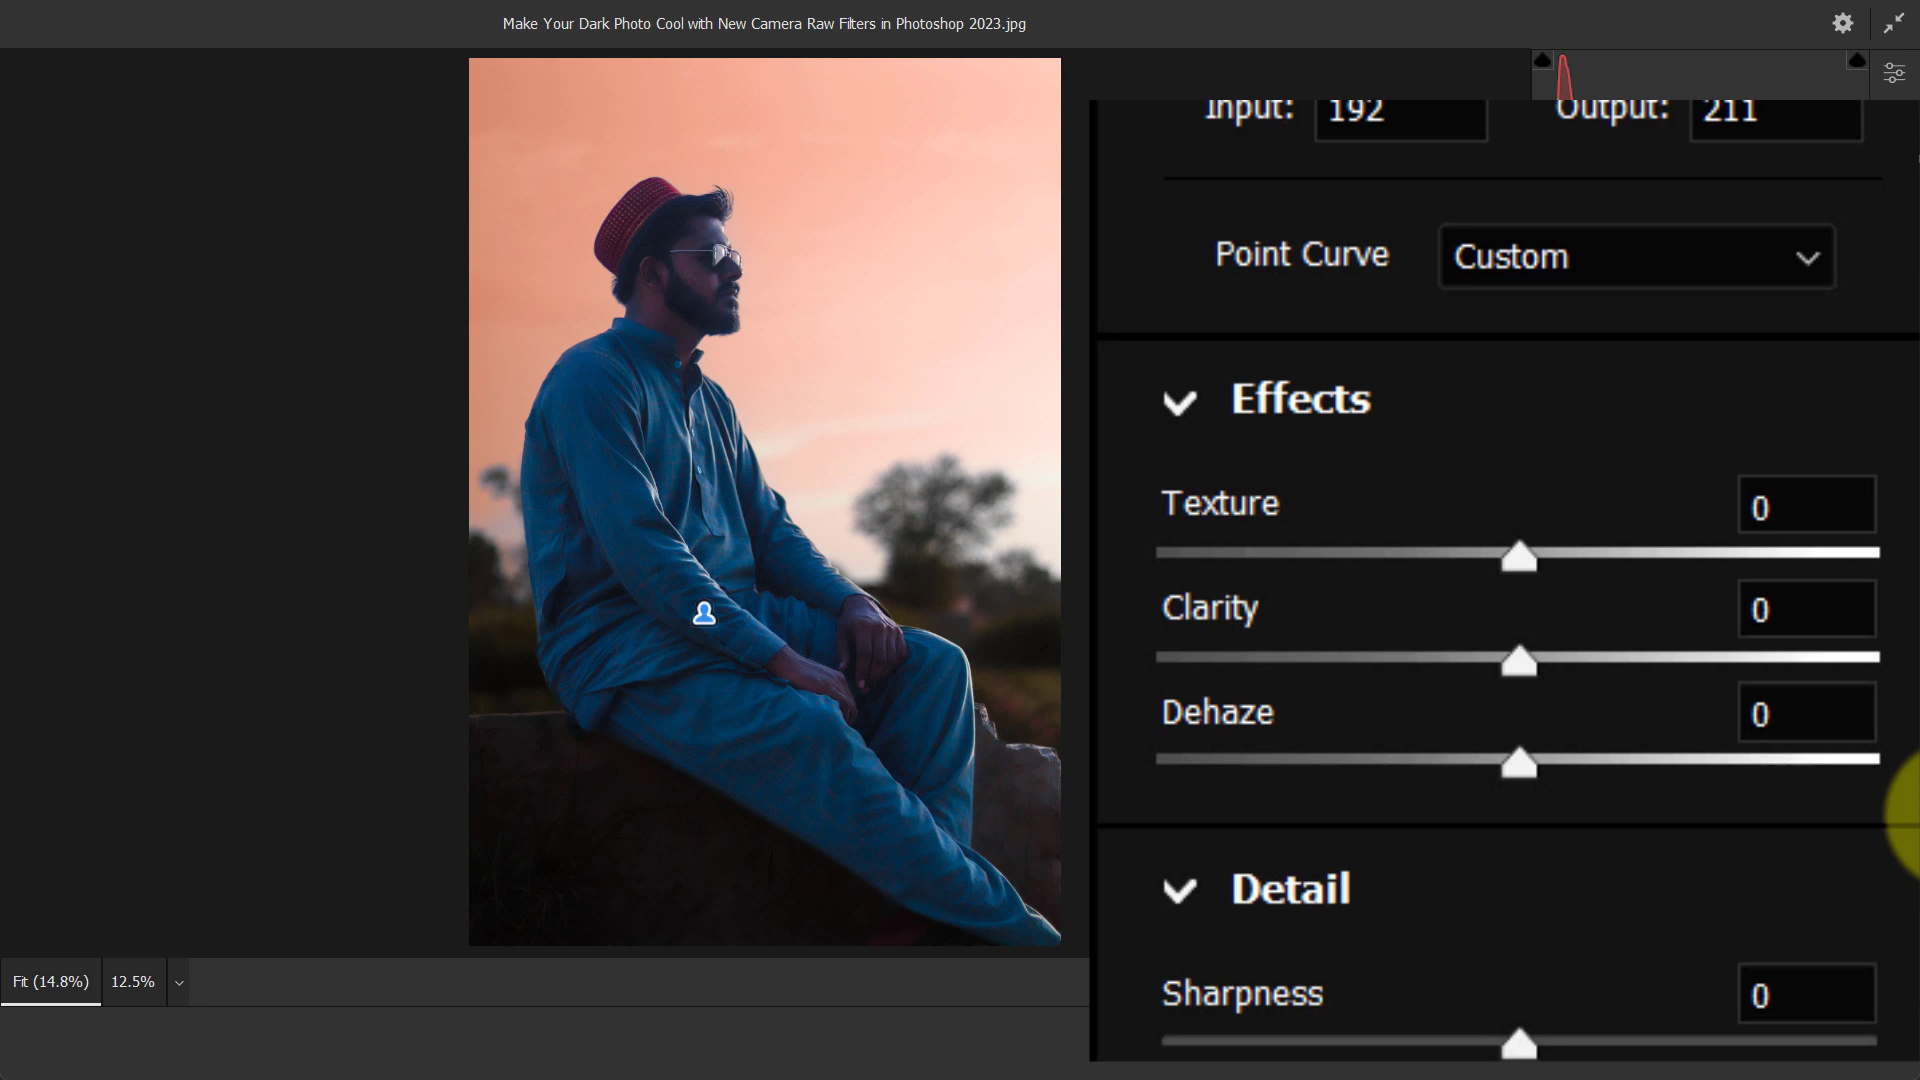 Make Your Dark Photo Cool with New Camera Raw Filters in Photoshop 2023.jpg
Input: 192 Output: 211
Point Curve Custom
Effects
Texture 0
Clarity 0
Dehaze 0
Detail
Sharpness 0
Fit (14.8%) 12.5%